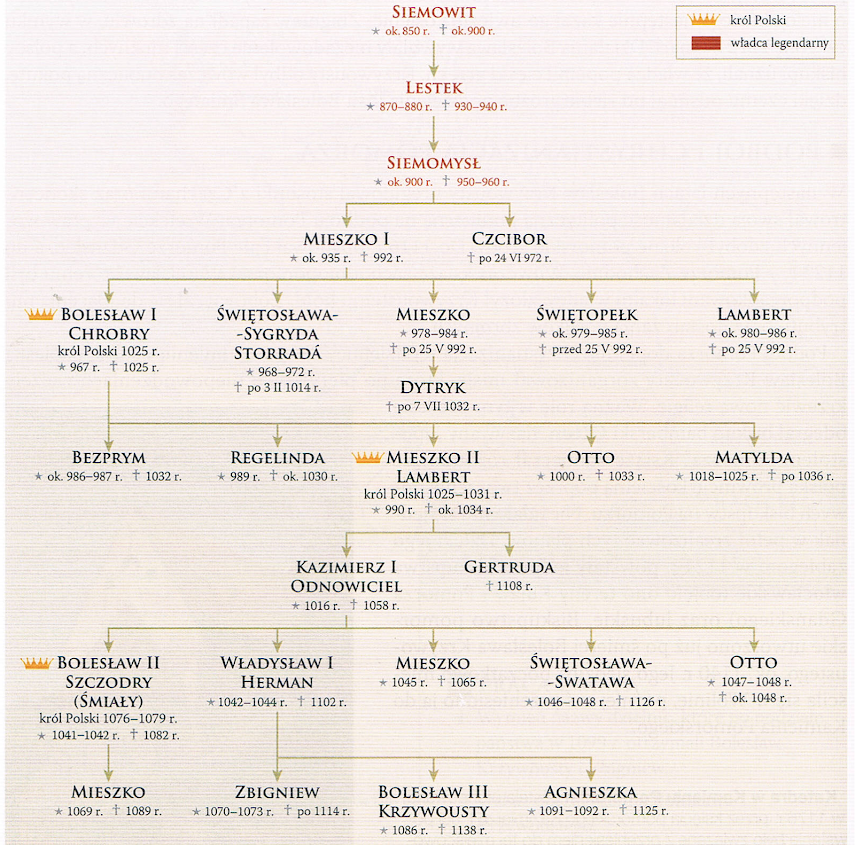 SIEMOWIT
★ ok. 850 r. † ok. 900 r.
król Polski
władca legendarny
LESTEK
★ 870–880 r. † 930–940 r.
SIEMOMYSŁ
★ ok. 900 r. † 950–960 r.
MIESZKO I
★ ok. 935 r. † 992 r.
CZCIBOR
† po 24 VI 972 r.
BOLESŁAW I
CHROBRY
król Polski 1025 r.
★ 967 r. † 1025 r.
ŚWIĘTOSŁAWA-
-SYGRYDA
STORRADÁ
★ 968–972 r.
† po 3 II 1014 r.
MIESZKO
★ 978–984 r.
† po 25 V 992 r.
ŚWIĘTOPEŁK
★ ok. 979–985 r.
† przed 25 V 992 r.
LAMBERT
★ ok. 980–986 r.
† po 25 V 992 r.
DYTRYK
† po 7 VII 1032 r.
BEZPRYM
★ ok. 986–987 r. † 1032 r.
REGELINDA
★ 989 r. † ok. 1030 r.
MIESZKO II
LAMBERT
król Polski 1025–1031 r.
★ 990 r. † ok. 1034 r.
OTTO
★ 1000 r. † 1033 r.
MATYLDA
★ 1018–1025 r. † po 1036 r.
KAZIMIERZ I
ODNOWICIEL
★ 1016 r. † 1058 r.
GERTRUDA
† 1108 r.
BOLESŁAW II
SZCZODRY
(ŚMIAŁY)
król Polski 1076–1079 r.
★ 1041–1042 r. † 1082 r.
WŁADYSŁAW I
HERMAN
★ 1042–1044 r. † 1102 r.
MIESZKO
★ 1045 r. † 1065 r.
ŚWIĘTOSŁAWA-
-SWATAWA
★ 1046–1048 r. † 1126 r.
OTTO
★ 1047–1048 r.
† ok. 1048 r.
MIESZKO
★ 1069 r. † 1089 r.
ZBIGNIEW
★ 1070–1073 r. † po 1114 r.
BOLESŁAW III
KRZYWOUSTY
★ 1086 r. † 1138 r.
AGNIESZKA
★ 1091–1092 r. † 1125 r.